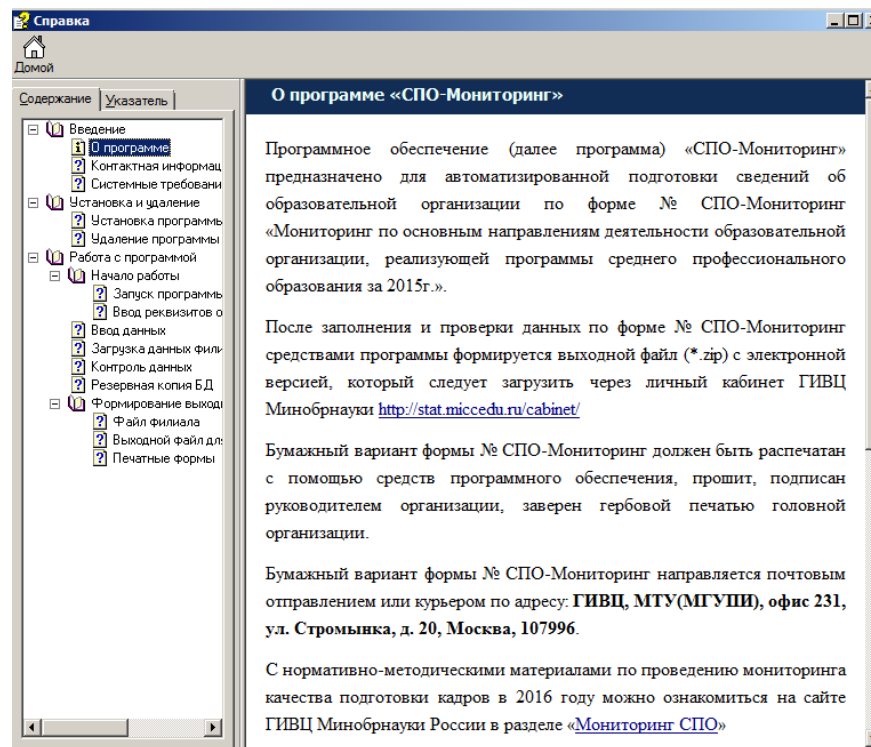 Справка
Домой
Содержание
Указатель
Введение
О программе
Контактная информац
Системные требовани
Установка и удаление
Установка программь
Удаление программы
Работа с программой
Начало работы
Запуск программь
Ввод реквизитов о
Ввод данных
Загрузка данных фили
Контроль данных
Резервная копия БД
Формирование выход
Файл филиала
Выходной файл дл
Печатные формы
О программе «СПО-Мониторинг»
Программное обеспечение (далее программа) «СПО-Мониторинг»
предназначено для автоматизированной подготовки сведений об
образовательной организации по форме № СПО-Мониторинг
«Мониторинг по основным направлениям деятельности образовательной
организации, реализующей программы среднего профессионального
образования за 2015г.».
После заполнения и проверки данных по форме № СПО-Мониторинг
средствами программы формируется выходной файл (*.zip) с электронной
версией, который следует загрузить через личный кабинет ГИВЦ
Минобрнауки http://stat.miccedu.ru/cabinet/
Бумажный вариант формы № СПО-Мониторинг должен быть распечатан
с помощью средств программного обеспечения, прошит, подписан
руководителем организации, заверен гербовой печатью головной
организации.
Бумажный вариант формы № СПО-Мониторинг направляется почтовым
отправлением или курьером по адресу: ГИВЦ, МТУ(МГУПИ), офис 231,
ул. Стромынка, д. 20, Москва, 107996.
С нормативно-методическими материалами по проведению мониторинга
качества подготовки кадров в 2016 году можно ознакомиться на сайте
ГИВЦ Минобрнауки России в разделе «Мониторинг СПО»